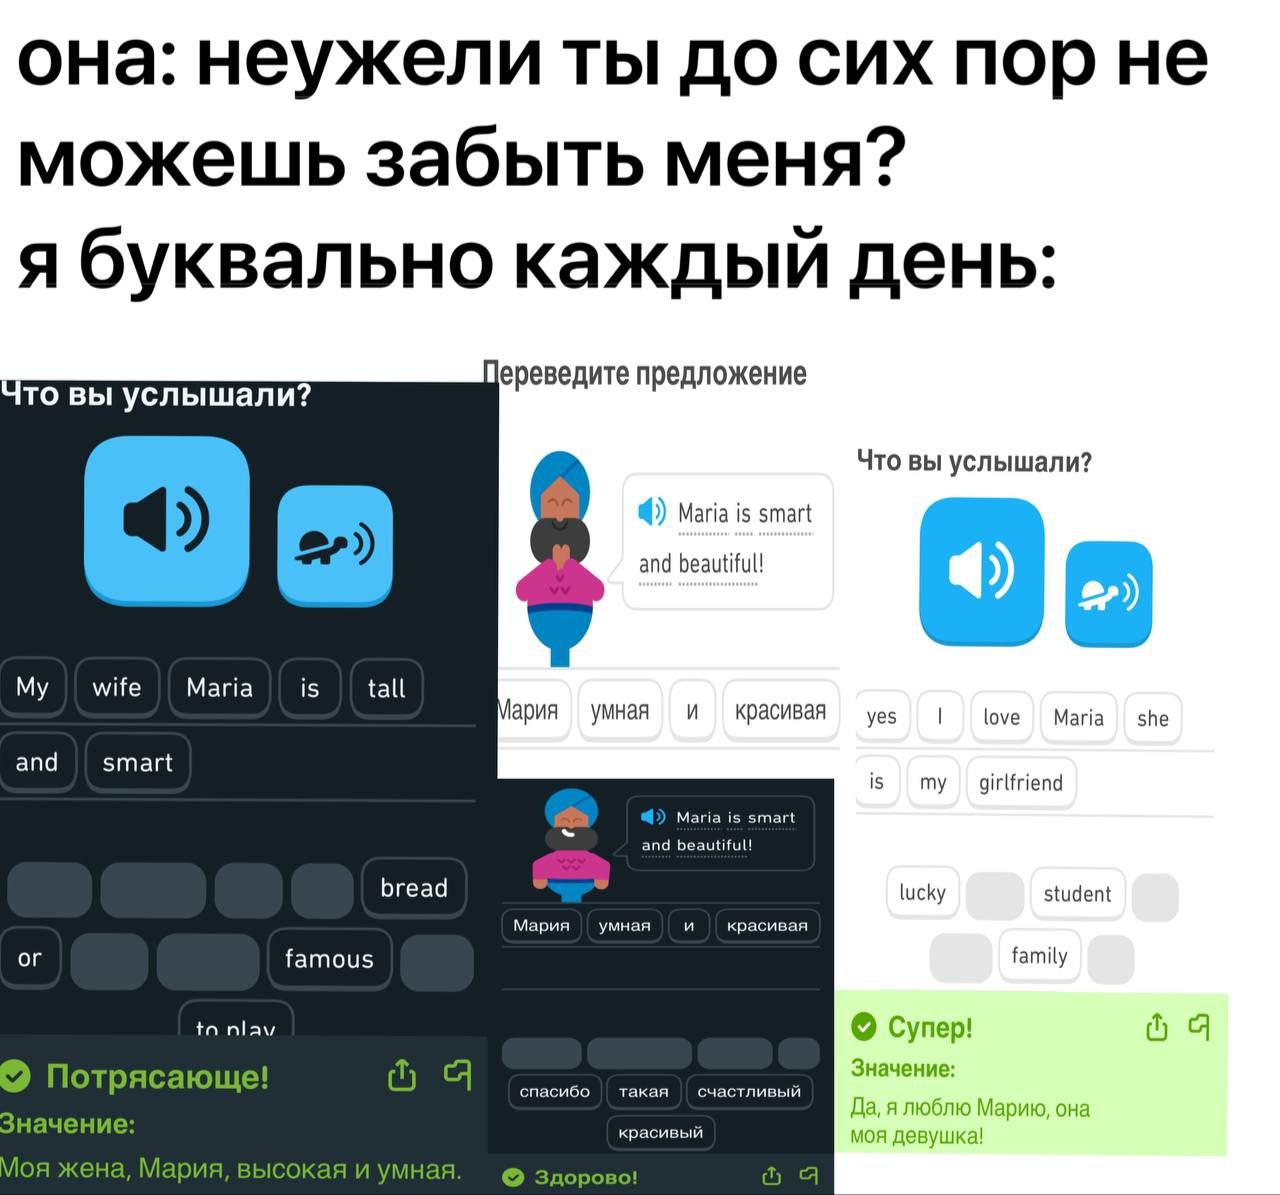 она: неужели ты до сих пор не
можешь забыть меня?
я буквально каждый день:
Что вы услышали?
My wife Maria is tall
and smart
bread
or famous
to play
Потрясающе!
Значение:
Моя жена, Мария, высокая и умная.
Переведите предложение
Maria is smart
and beautiful!
Мария умная и красивая
Maria is smart
and beautiful!
Мария умная и красивая
спасибо такая счастливый
красивый
Здорово!
Что вы услышали?
yes I love Maria she
is my girlfriend
lucky student
family
Супер!
Значение:
Да, я люблю Марию, она
моя девушка!